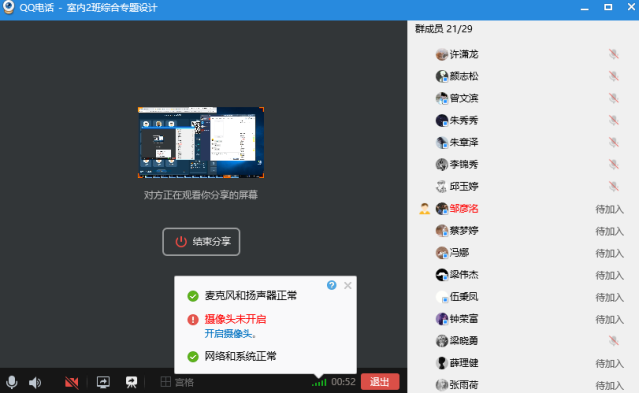 QQ电话 - 室内2班综合专题设计
群成员 21/29
许潇龙
颜志松
曾文滨
朱秀秀
朱章泽
李锦秀
邱玉婷
邹彦洺 待加入
蔡梦婷 待加入
冯娜 待加入
梁伟杰 待加入
伍秉凤 待加入
钟荣富 待加入
梁晓勇
薛理健 待加入
张雨荷 待加入
对方正在观看你分享的屏幕
结束分享
麦克风和扬声器正常
摄像头未开启
开启摄像头。
网络和系统正常
宫格
00:52
退出